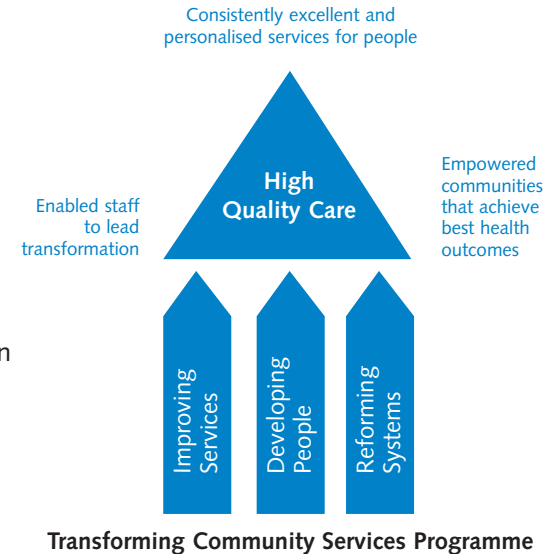 Consistently excellent and
personalised services for people
High
Quality Care
Enabled staff
to lead
transformation
Empowered
communities
that achieve
best health
outcomes
n
Improving
Services
Developing
People
Reforming
Systems
Transforming Community Services Programme